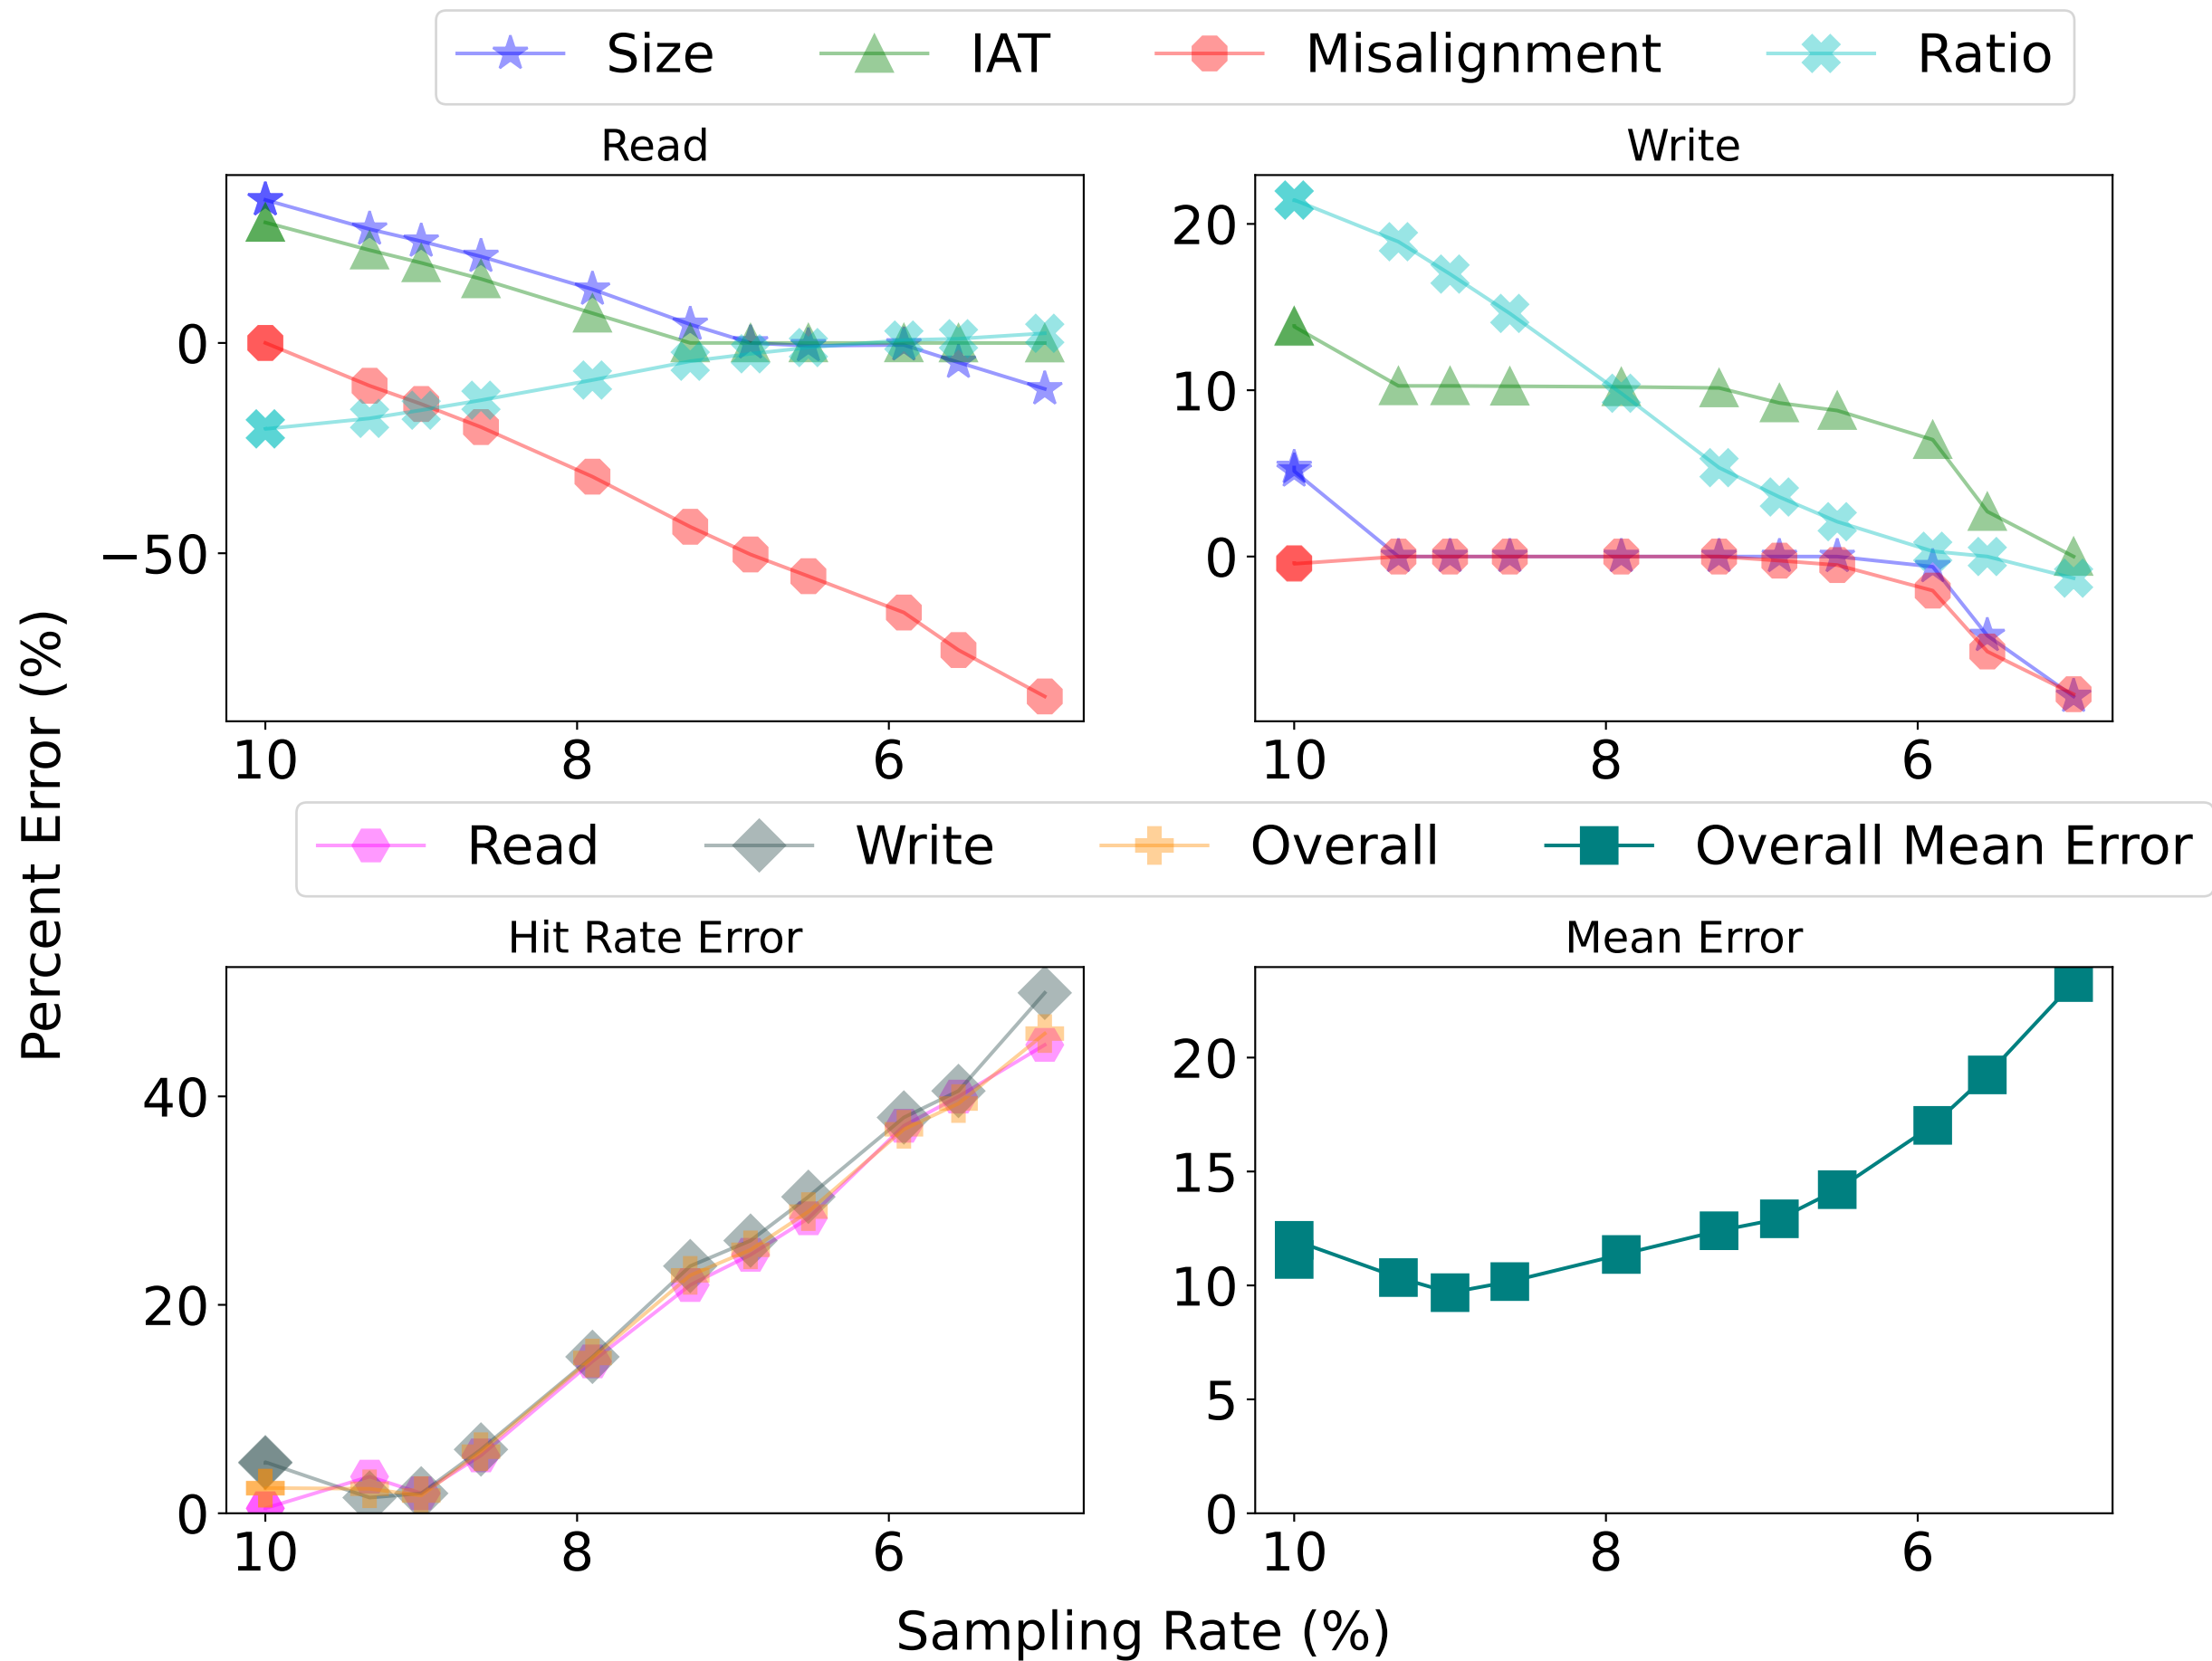 Size IAT Misalignment Ratio
Read Write
0
−50
10 8 6
20
10
0
10 8 6
Percent Error (%)
Read Write Overall Overall Mean Error
Hit Rate Error Mean Error
40
20
0
10 8 6
20
15
10
5
0
10 8 6
Sampling Rate (%)